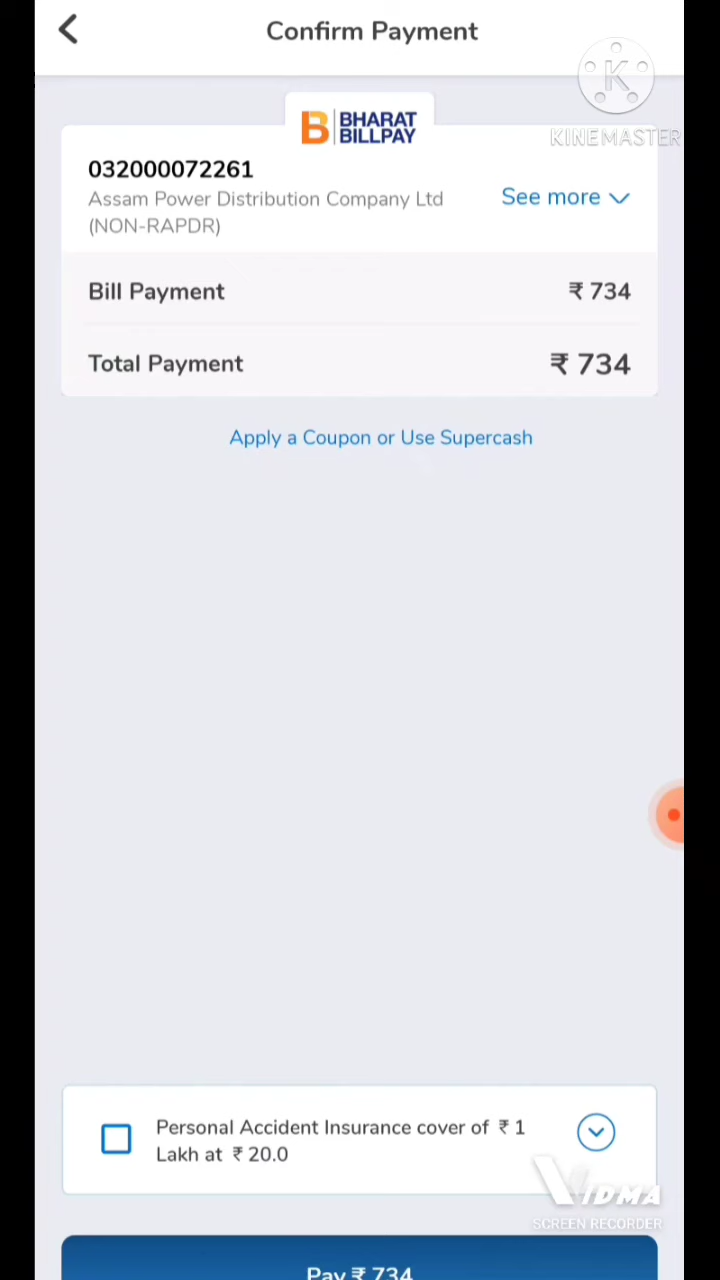 Confirm Payment
K
KINEMASTER
B BHARAT
BILLPAY
032000072261
Assam Power Distribution Company Ltd
(NON-RAPDR)
See more
Bill Payment ₹ 734
Total Payment ₹ 734
Apply a Coupon or Use Supercash
Personal Accident Insurance cover of ₹ 1
Lakh at ₹ 20.0
VIDMA
SCREEN RECORDER
Pay ₹ 734